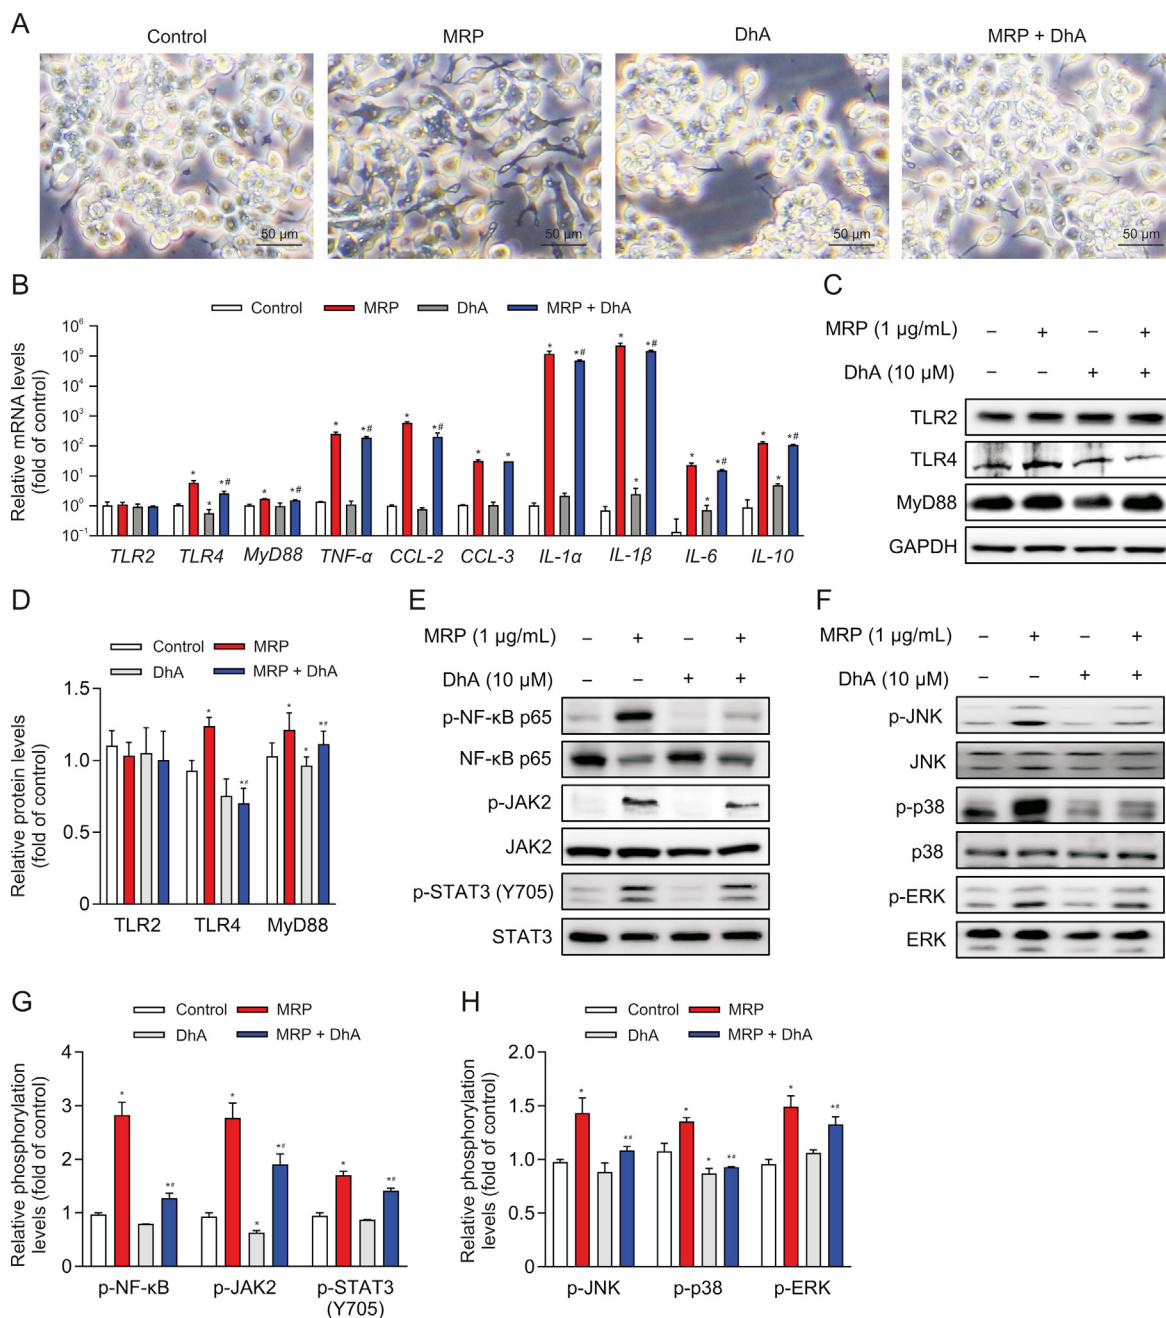 A
Control MRP DhA MRP + DhA
50 µm 50 µm 50 µm 50 µm
B
Control MRP DhA MRP + DhA
Relative mRNA levels
(fold of control)
10⁶
10⁵
10⁴
10³
10²
10¹
10⁰
10⁻¹
* * # * * # * * # * * # * * * # * * # * * # * * # * * #
TLR2 TLR4 MyD88 TNF-α CCL-2 CCL-3 IL-1α IL-1β IL-6 IL-10
C
MRP (1 µg/mL) – + – +
DhA (10 µM) – – + +
TLR2
TLR4
MyD88
GAPDH
D
Control MRP
DhA MRP + DhA
Relative protein levels
(fold of control)
1.5
1.0
0.5
0
* *# * * *#
TLR2 TLR4 MyD88
E
MRP (1 µg/mL) – + – +
DhA (10 µM) – – + +
p-NF-κB p65
NF-κB p65
p-JAK2
JAK2
p-STAT3 (Y705)
STAT3
F
MRP (1 µg/mL) – + – +
DhA (10 µM) – – + +
p-JNK
JNK
p-p38
p38
p-ERK
ERK
G
Control MRP
DhA MRP + DhA
Relative phosphorylation
levels (fold of control)
4
3
2
1
0
* *# * * *# * *#
p-NF-κB p-JAK2 p-STAT3
(Y705)
H
Control MRP
DhA MRP + DhA
Relative phosphorylation
levels (fold of control)
2.0
1.5
1.0
0.5
0
* *# * * *# * *#
p-JNK p-p38 p-ERK